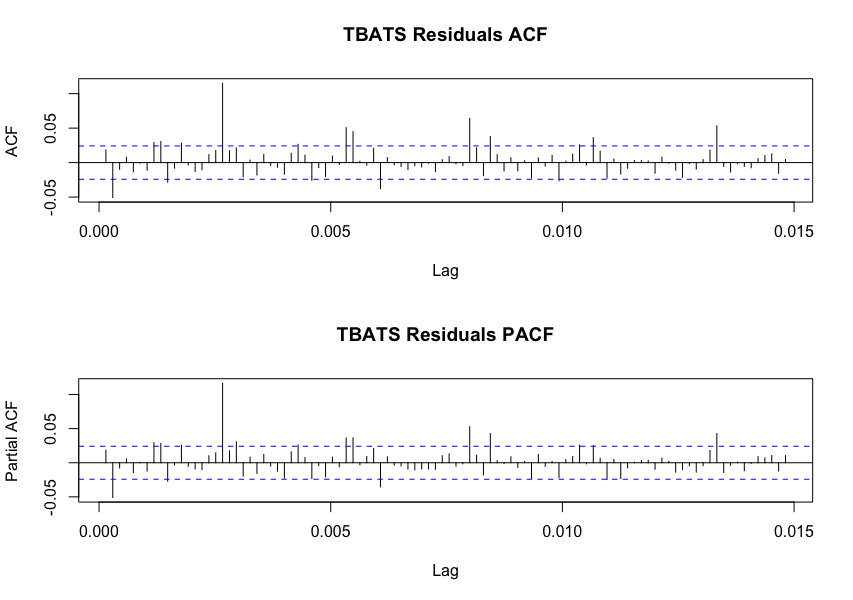 TBATS Residuals ACF
ACF
0.05
-0.05
0.000 0.005 0.010 0.015
Lag
TBATS Residuals PACF
Partial ACF
0.05
-0.05
0.000 0.005 0.010 0.015
Lag